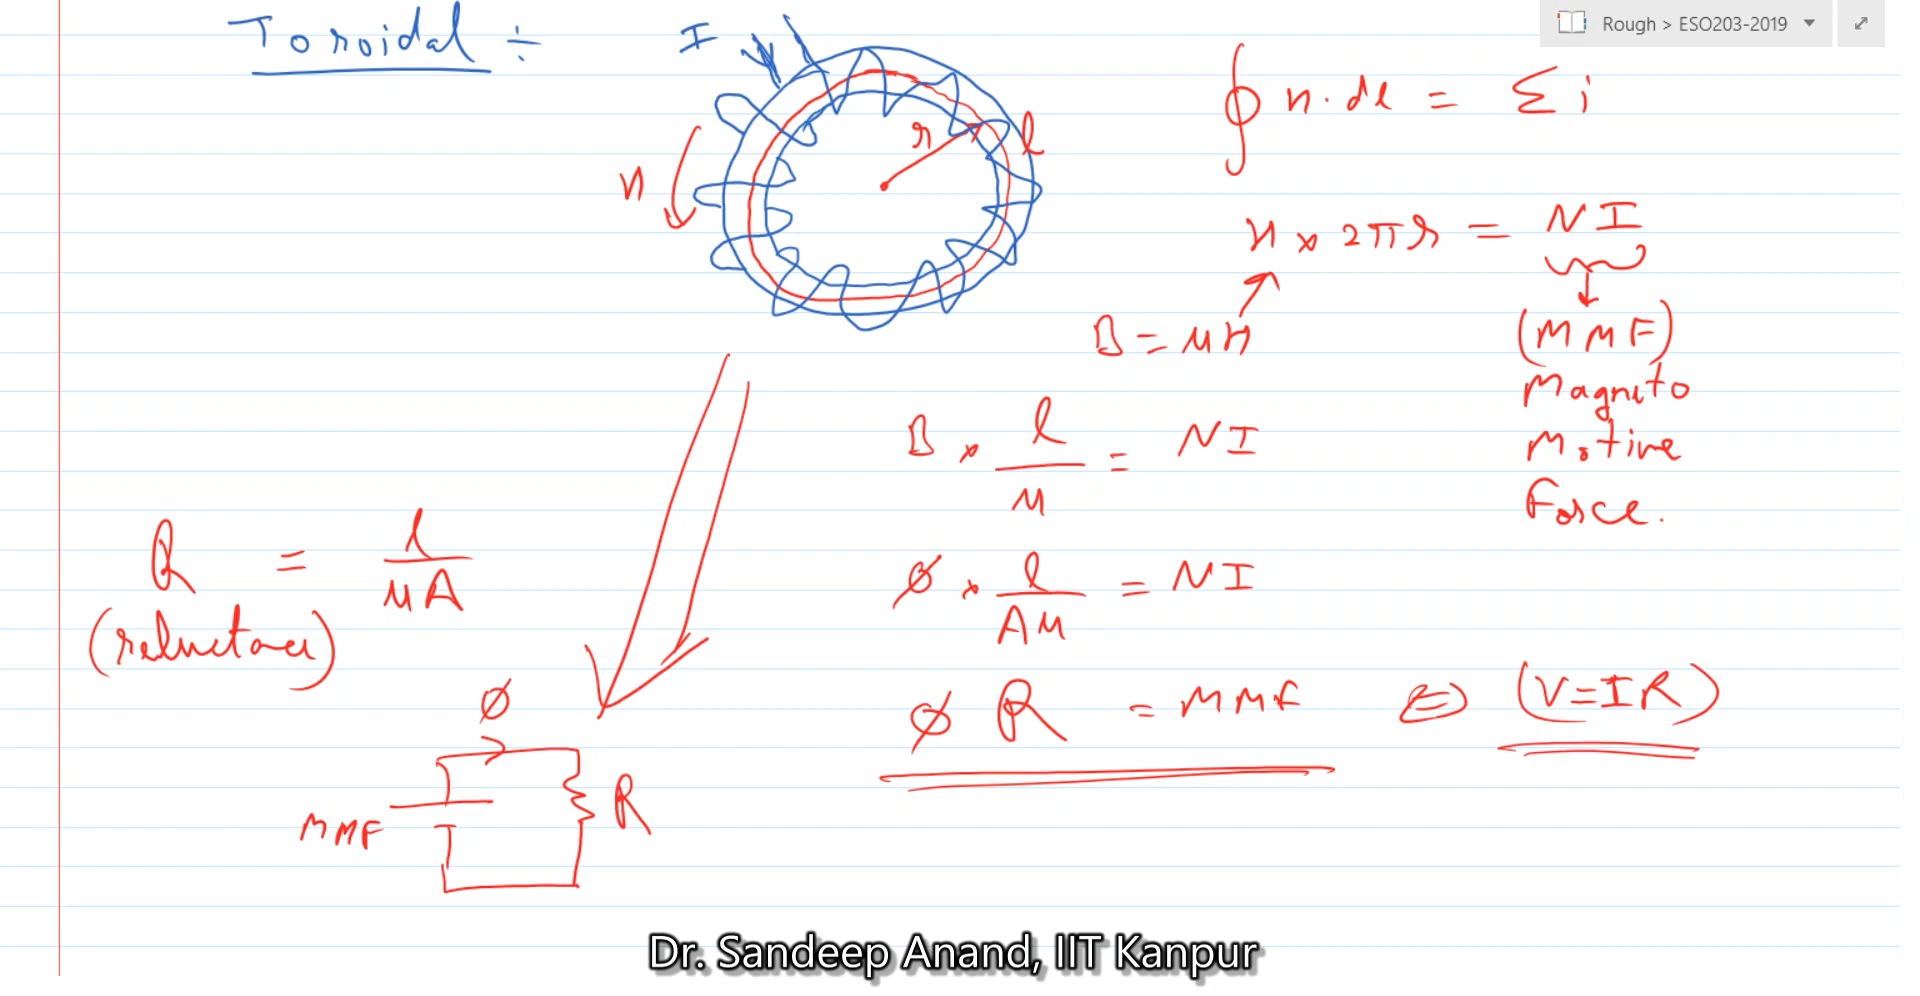 Toroidal ÷
I
Rough > ESO203-2019
H
r
l
∮ H · dl = Σ i
H × 2πr = NI
B = μH
(MMF)
Magneto
Motive
Force.
B × l/μ = NI
R = l/μA
(reluctance)
ϕ × l/Aμ = NI
ϕ R = MMF ⇔ (V=IR)
ϕ
MMF
R
Dr. Sandeep Anand, IIT Kanpur